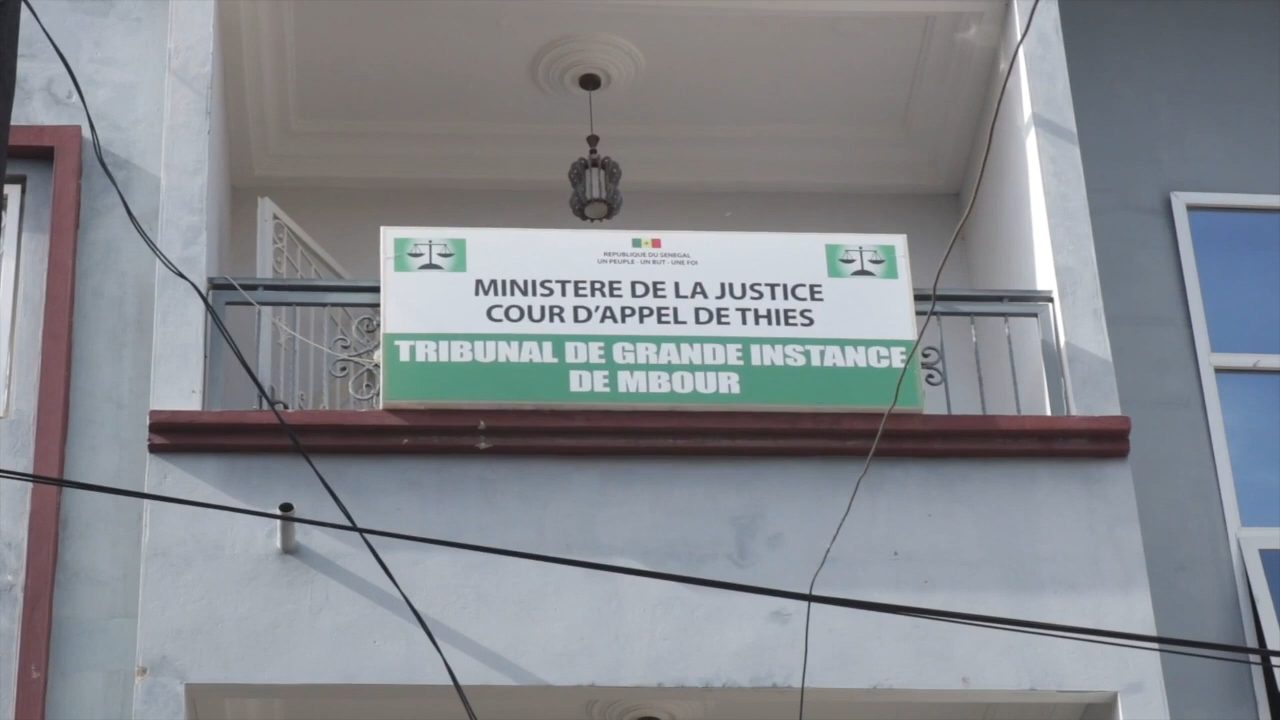 REPUBLIQUE DU SENEGAL
UN PEUPLE - UN BUT - UNE FOI
MINISTERE DE LA JUSTICE
COUR D'APPEL DE THIES
TRIBUNAL DE GRANDE INSTANCE
DE MBOUR